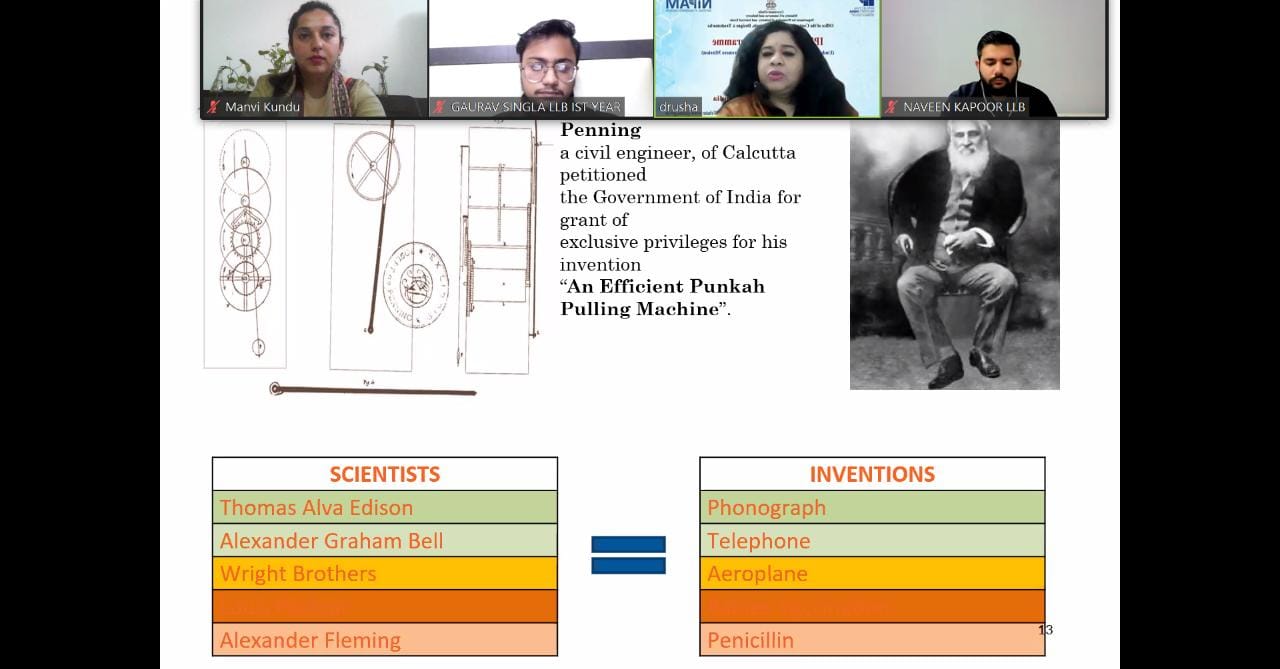 NIPAM
Manvi Kundu
GAURAV SINGLA LLB IST YEAR
drusha
NAVEEN KAPOOR LLB
Penning
a civil engineer, of Calcutta
petitioned
the Government of India for
grant of
exclusive privileges for his
invention
“An Efficient Punkah
Pulling Machine”.
SCIENTISTS
Thomas Alva Edison
Alexander Graham Bell
Wright Brothers
Alexander Fleming
INVENTIONS
Phonograph
Telephone
Aeroplane
Penicillin
13